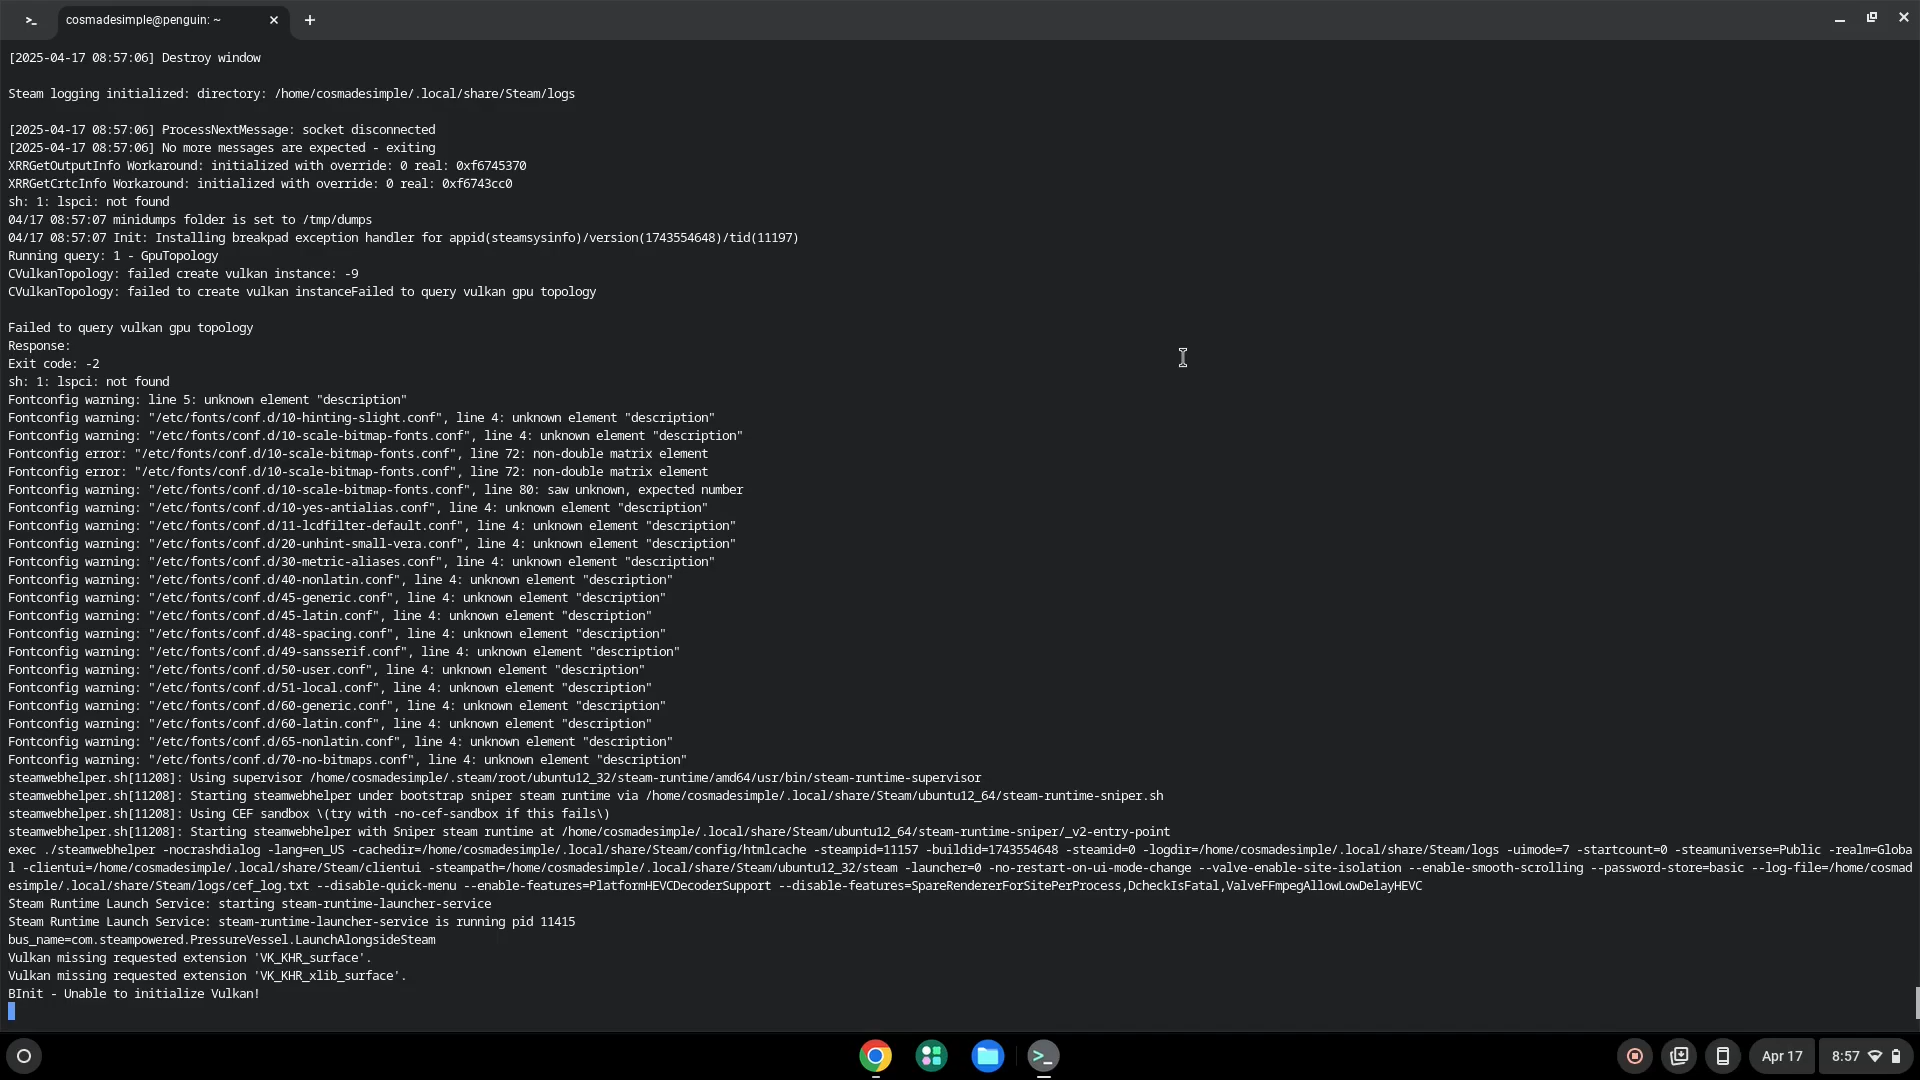 cosmadesimple@penguin: ~
[2025-04-17 08:57:06] Destroy window
Steam logging initialized: directory: /home/cosmadesimple/.local/share/Steam/logs
[2025-04-17 08:57:06] ProcessNextMessage: socket disconnected
[2025-04-17 08:57:06] No more messages are expected - exiting
XRRGetOutputInfo Workaround: initialized with override: 0 real: 0xf6745370
XRRGetCrtcInfo Workaround: initialized with override: 0 real: 0xf6743cc0
sh: 1: lspci: not found
04/17 08:57:07 minidumps folder is set to /tmp/dumps
04/17 08:57:07 Init: Installing breakpad exception handler for appid(steamsysinfo)/version(1743554648)/tid(11197)
Running query: 1 - GpuTopology
CVulkanTopology: failed create vulkan instance: -9
CVulkanTopology: failed to create vulkan instanceFailed to query vulkan gpu topology
Failed to query vulkan gpu topology
Response:
Exit code: -2
sh: 1: lspci: not found
Fontconfig warning: line 5: unknown element "description"
Fontconfig warning: "/etc/fonts/conf.d/10-hinting-slight.conf", line 4: unknown element "description"
Fontconfig warning: "/etc/fonts/conf.d/10-scale-bitmap-fonts.conf", line 4: unknown element "description"
Fontconfig error: "/etc/fonts/conf.d/10-scale-bitmap-fonts.conf", line 72: non-double matrix element
Fontconfig error: "/etc/fonts/conf.d/10-scale-bitmap-fonts.conf", line 72: non-double matrix element
Fontconfig warning: "/etc/fonts/conf.d/10-scale-bitmap-fonts.conf", line 80: saw unknown, expected number
Fontconfig warning: "/etc/fonts/conf.d/10-yes-antialias.conf", line 4: unknown element "description"
Fontconfig warning: "/etc/fonts/conf.d/11-lcdfilter-default.conf", line 4: unknown element "description"
Fontconfig warning: "/etc/fonts/conf.d/20-unhint-small-vera.conf", line 4: unknown element "description"
Fontconfig warning: "/etc/fonts/conf.d/30-metric-aliases.conf", line 4: unknown element "description"
Fontconfig warning: "/etc/fonts/conf.d/40-nonlatin.conf", line 4: unknown element "description"
Fontconfig warning: "/etc/fonts/conf.d/45-generic.conf", line 4: unknown element "description"
Fontconfig warning: "/etc/fonts/conf.d/45-latin.conf", line 4: unknown element "description"
Fontconfig warning: "/etc/fonts/conf.d/48-spacing.conf", line 4: unknown element "description"
Fontconfig warning: "/etc/fonts/conf.d/49-sansserif.conf", line 4: unknown element "description"
Fontconfig warning: "/etc/fonts/conf.d/50-user.conf", line 4: unknown element "description"
Fontconfig warning: "/etc/fonts/conf.d/51-local.conf", line 4: unknown element "description"
Fontconfig warning: "/etc/fonts/conf.d/60-generic.conf", line 4: unknown element "description"
Fontconfig warning: "/etc/fonts/conf.d/60-latin.conf", line 4: unknown element "description"
Fontconfig warning: "/etc/fonts/conf.d/65-nonlatin.conf", line 4: unknown element "description"
Fontconfig warning: "/etc/fonts/conf.d/70-no-bitmaps.conf", line 4: unknown element "description"
steamwebhelper.sh[11208]: Using supervisor /home/cosmadesimple/.steam/root/ubuntu12_32/steam-runtime/amd64/usr/bin/steam-runtime-supervisor
steamwebhelper.sh[11208]: Starting steamwebhelper under bootstrap sniper steam runtime via /home/cosmadesimple/.local/share/Steam/ubuntu12_64/steam-runtime-sniper.sh
steamwebhelper.sh[11208]: Using CEF sandbox \(try with -no-cef-sandbox if this fails\)
steamwebhelper.sh[11208]: Starting steamwebhelper with Sniper steam runtime at /home/cosmadesimple/.local/share/Steam/ubuntu12_64/steam-runtime-sniper/_v2-entry-point
exec ./steamwebhelper -nocrashdialog -lang=en_US -cachedir=/home/cosmadesimple/.local/share/Steam/config/htmlcache -steampid=11157 -buildid=1743554648 -steamid=0 -logdir=/home/cosmadesimple/.local/share/Steam/logs -uimode=7 -startcount=0 -steamuniverse=Public -realm=Globa
l -clientui=/home/cosmadesimple/.local/share/Steam/clientui -steampath=/home/cosmadesimple/.local/share/Steam/ubuntu12_32/steam -launcher=0 -no-restart-on-ui-mode-change --valve-enable-site-isolation --enable-smooth-scrolling --password-store=basic --log-file=/home/cosmad
esimple/.local/share/Steam/logs/cef_log.txt --disable-quick-menu --enable-features=PlatformHEVCDecoderSupport --disable-features=SpareRendererForSitePerProcess,DcheckIsFatal,ValveFFmpegAllowLowDelayHEVC
Steam Runtime Launch Service: starting steam-runtime-launcher-service
Steam Runtime Launch Service: steam-runtime-launcher-service is running pid 11415
bus_name=com.steampowered.PressureVessel.LaunchAlongsideSteam
Vulkan missing requested extension 'VK_KHR_surface'.
Vulkan missing requested extension 'VK_KHR_xlib_surface'.
BInit - Unable to initialize Vulkan!
Apr 17
8:57